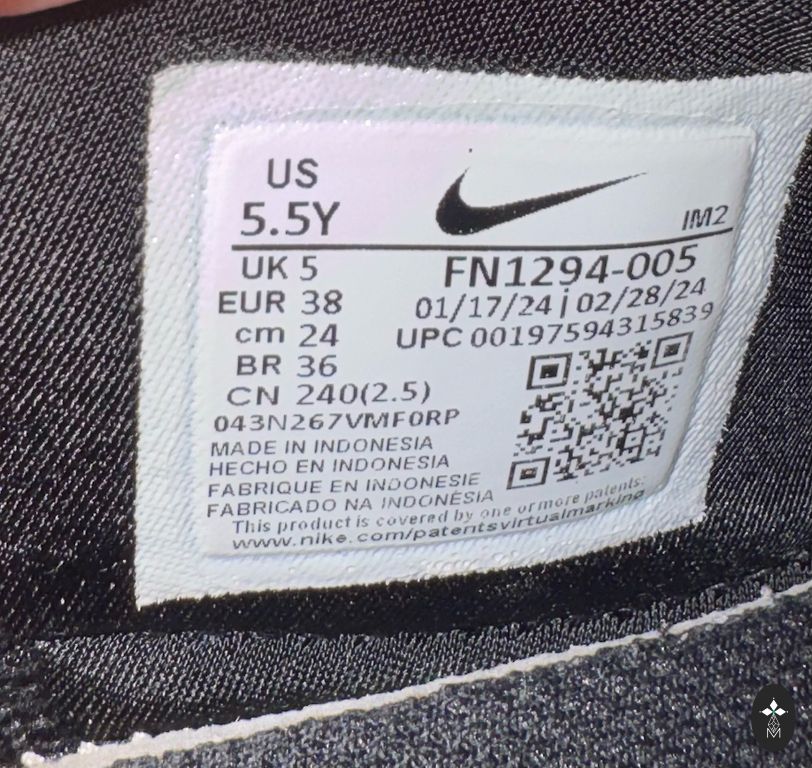 US
5.5Y
IM2
UK 5
FN1294-005
EUR 38
01/17/24 | 02/28/24
cm 24
UPC 00197594315839
BR 36
CN 240(2.5)
043N267VMF0RP
MADE IN INDONESIA
HECHO EN INDONESIA
FABRIQUE EN INDONESIE
FABRICADO NA INDONÉSIA
This product is covered by one or more patents:
www.nike.com/patentsvirtualmarking
M